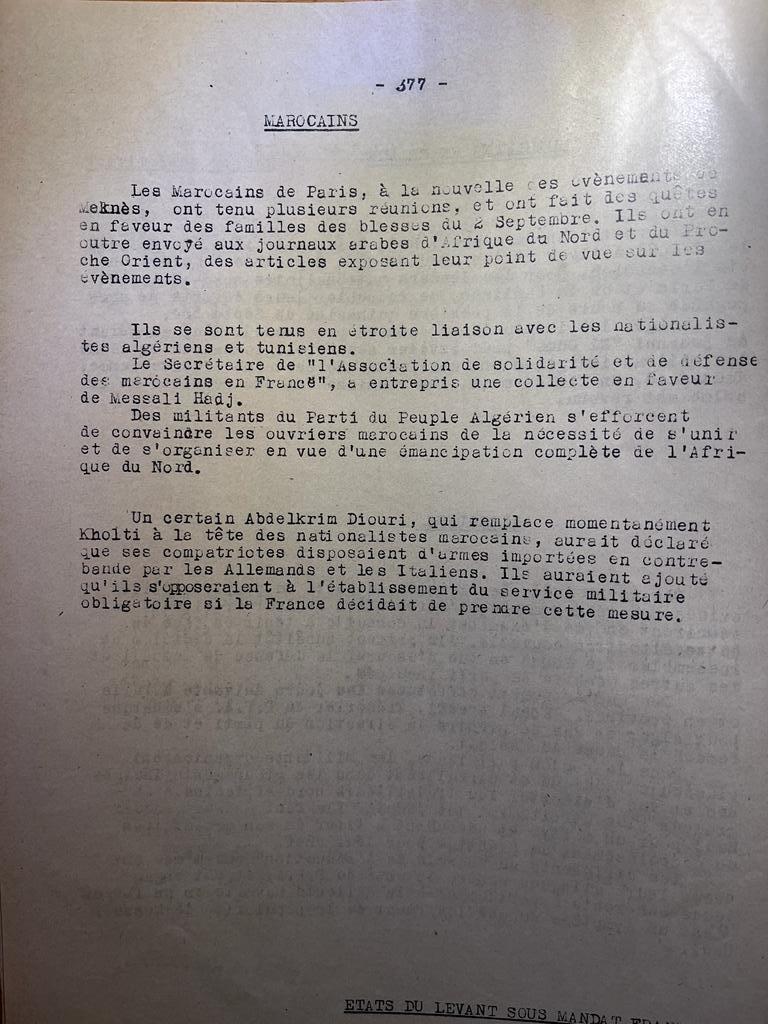 - 377 -
MAROCAINS
Les Marocains de Paris, à la nouvelle des évènements de
Meknès, ont tenu plusieurs réunions, et ont fait des quêtes
en faveur des familles des blessés du 2 Septembre. Ils ont en
outre envoyé aux journaux arabes d'Afrique du Nord et du Pro-
che Orient, des articles exposant leur point de vue sur les
évènements.
Ils se sont tenus en étroite liaison avec les nationalis-
tes algériens et tunisiens.
Le Secrétaire de "l'Association de solidarité et de défense
des marocains en France", a entrepris une collecte en faveur
de Messali Hadj.
Des militants du Parti du Peuple Algérien s'efforcent
de convaincre les ouvriers marocains de la nécessité de s'unir
et de s'organiser en vue d'une émancipation complète de l'Afri-
que du Nord.
Un certain Abdelkrim Diouri, qui remplace momentanément
Kholti à la tête des nationalistes marocains, aurait déclaré
que ses compatriotes disposaient d'armes importées en contre-
bande par les Allemands et les Italiens. Ils auraient ajouté
qu'ils s'opposeraient à l'établissement du service militaire
obligatoire si la France décidait de prendre cette mesure.
ETATS DU LEVANT SOUS MANDAT